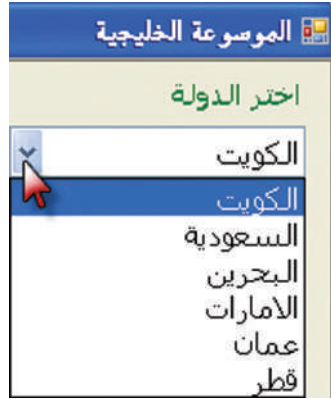 الموسوعة الخليجية
اختر الدولة
الكويت
الكويت
السعودية
البحرين
الامارات
عمان
قطر